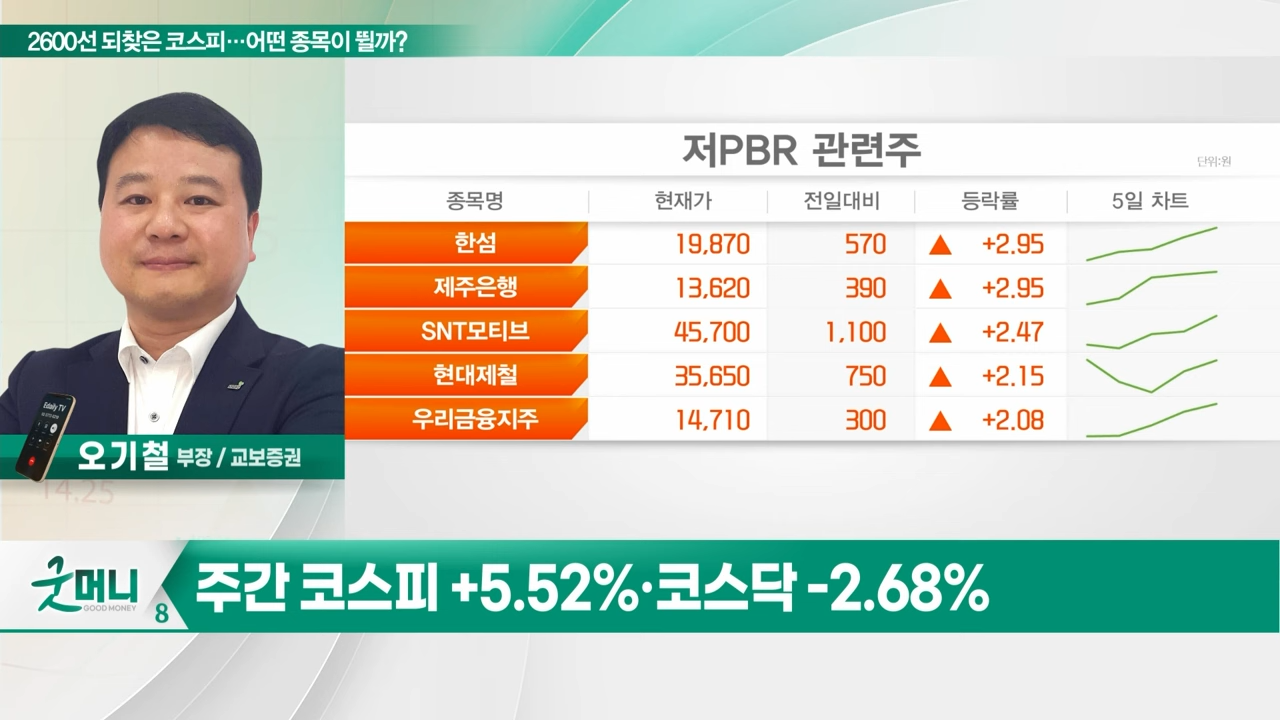 2600선 되찾은 코스피…어떤 종목이 뛸까?
저PBR 관련주
단위:원
종목명 현재가 전일대비 등락률 5일 차트
한섬 19,870 570 ▲ +2.95
제주은행 13,620 390 ▲ +2.95
SNT모티브 45,700 1,100 ▲ +2.47
현대제철 35,650 750 ▲ +2.15
우리금융지주 14,710 300 ▲ +2.08
Edaily TV
오기철 부장 / 교보증권
14.25
굿머니
GOOD MONEY
8
주간 코스피 +5.52%·코스닥 -2.68%